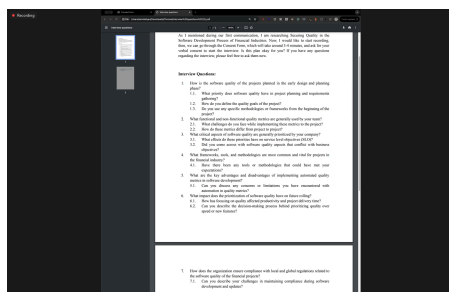 Recording
As I mentioned during our first communication, I am researching Securing Quality in the
Software Development Process of Financial Industries. Now I would like to start recording,
then, we can go through the Consent Form, which will take around 3-4 minutes, and ask for your
verbal consent to start the interview. Is this plan okay for you? If you have any questions
regarding the interview, please feel free to ask them now.
Interview Questions:
1. How is the software quality of the projects planned in the early design and planning
phase?
1.1. What priority does software quality have in project planning and requirements
gathering?
1.2. How do you define the quality goals of the project?
1.3. Do you use any specific methodologies or frameworks from the beginning of the
project?
2. What functional and non-functional quality metrics are generally used by your team?
2.1. What challenges do you face while implementing these metrics in the project?
2.2. How do these metrics differ from project to project?
3. What critical aspects of software quality are generally prioritised by your company?
3.1. What effects do these priorities have on service level objectives (SLO)?
3.2. Did you come across with software quality aspects that conflict with business
objectives?
4. What frameworks, tools, and methodologies are most common and vital for projects in
the financial industry?
4.1. Have there been any tools or methodologies that could have met your
expectations?
5. What are the key advantages and disadvantages of implementing automated quality
metrics in software development?
5.1. Can you discuss any concerns or limitations you have encountered with
automation in quality metrics?
6. What impact does the prioritization of software quality have on future
6.1. How has focusing on quality affected productivity and project delivery time?
6.2. Can you describe the decision-making process behind prioritizing quality over
speed or new features?
7. How does the organization ensure compliance with local and global regulations related to
the software quality of the financial projects?
7.1. Can you describe your challenges in maintaining compliance during software
development and updates?